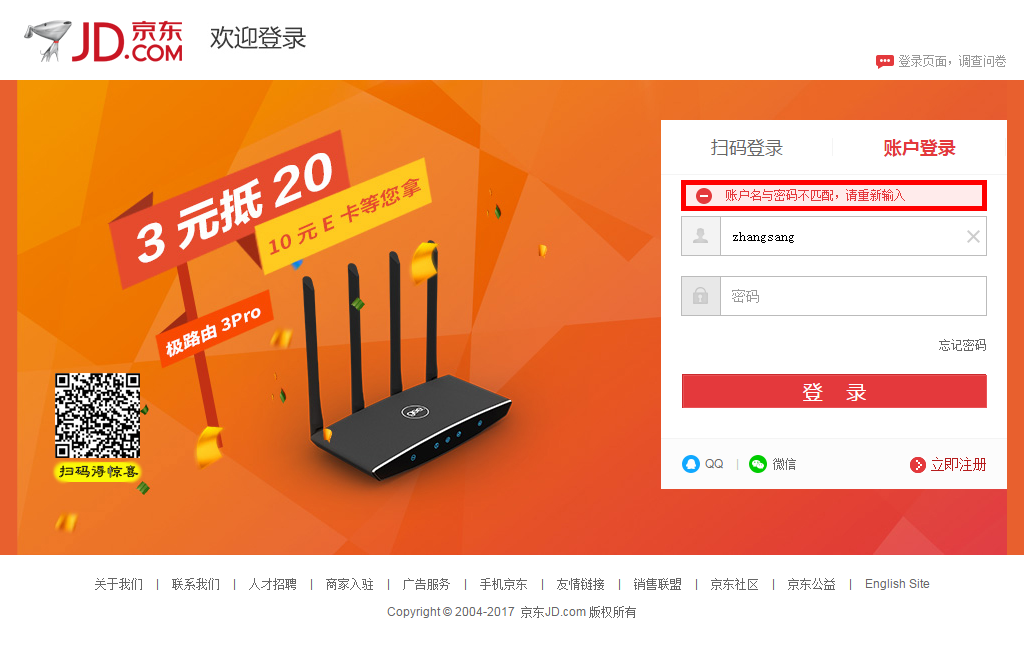 JD.COM 京东
欢迎登录
登录页面,调查问卷
3 元抵 20
10 元 E 卡等您拿
极路由 3Pro
扫码得惊喜
扫码登录
账户登录
账户名与密码不匹配,请重新输入
zhangsang
密码
忘记密码
登 录
QQ | 微信
立即注册
关于我们 | 联系我们 | 人才招聘 | 商家入驻 | 广告服务 | 手机京东 | 友情链接 | 销售联盟 | 京东社区 | 京东公益 | English Site
Copyright © 2004-2017 京东JD.com 版权所有